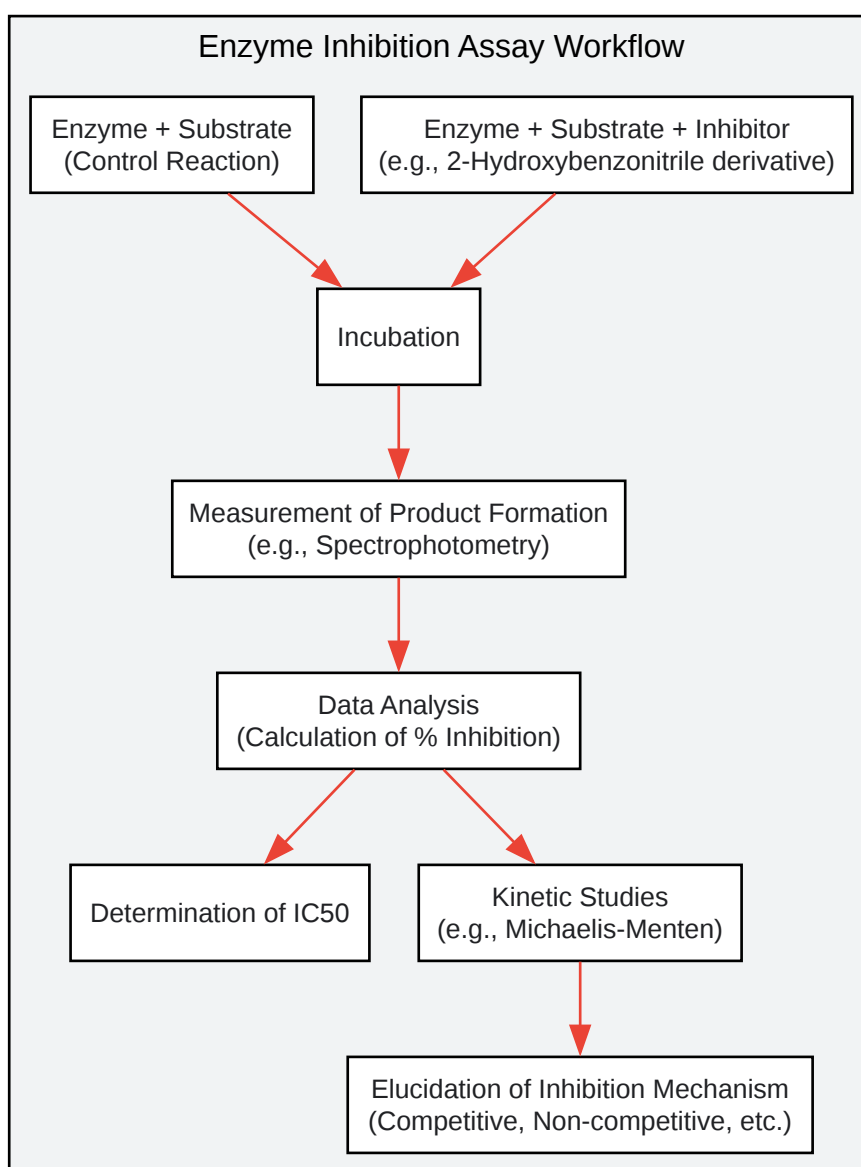 Enzyme Inhibition Assay Workflow
Enzyme + Substrate
(Control Reaction)
Enzyme + Substrate + Inhibitor
(e.g., 2-Hydroxybenzonitrile derivative)
Incubation
Measurement of Product Formation
(e.g., Spectrophotometry)
Data Analysis
(Calculation of % Inhibition)
Determination of IC50
Kinetic Studies
(e.g., Michaelis-Menten)
Elucidation of Inhibition Mechanism
(Competitive, Non-competitive, etc.)